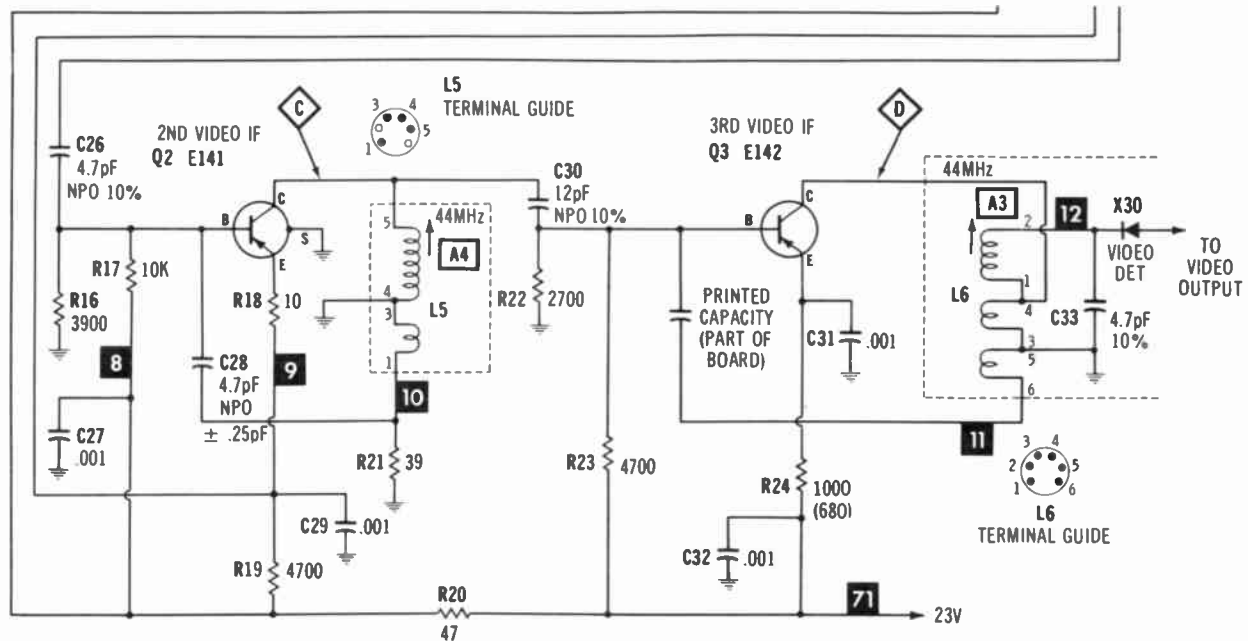 L5
TERMINAL GUIDE
3 4
5
1
C
2ND VIDEO IF
Q2 E141
C26
4.7pF
NPO 10%
B
C
S
E
R17
10K
R16
3900
R18
10
8
9
C28
4.7pF
NPO
± .25pF
C27
.001
5
44MHz
A4
4
3
L5
1
10
R21
39
C29
.001
R19
4700
R20
47
C30
12pF
NPO 10%
R22
2700
3RD VIDEO IF
Q3 E142
D
B
C
E
PRINTED
CAPACITY
(PART OF
BOARD)
C31
.001
R23
4700
R24
1000
(680)
C32
.001
44MHz
A3
2
12
X30
VIDEO
DET
TO
VIDEO
OUTPUT
1
4
L6
3
5
6
C33
4.7pF
10%
11
3 4
2 5
1 6
L6
TERMINAL GUIDE
71
23V